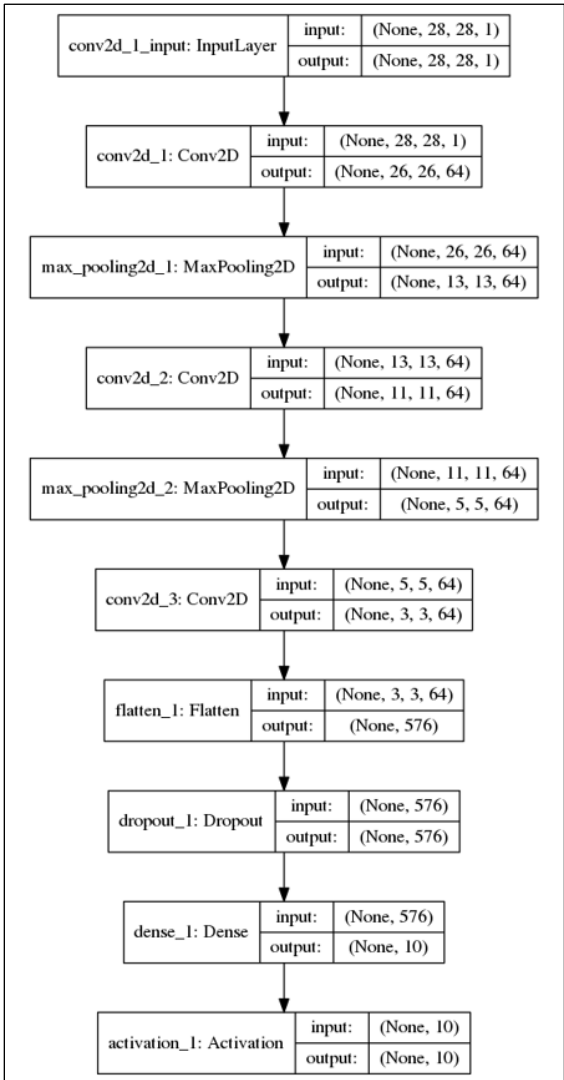 conv2d_1_input: InputLayer
input: (None, 28, 28, 1)
output: (None, 28, 28, 1)
conv2d_1: Conv2D
input: (None, 28, 28, 1)
output: (None, 26, 26, 64)
max_pooling2d_1: MaxPooling2D
input: (None, 26, 26, 64)
output: (None, 13, 13, 64)
conv2d_2: Conv2D
input: (None, 13, 13, 64)
output: (None, 11, 11, 64)
max_pooling2d_2: MaxPooling2D
input: (None, 11, 11, 64)
output: (None, 5, 5, 64)
conv2d_3: Conv2D
input: (None, 5, 5, 64)
output: (None, 3, 3, 64)
flatten_1: Flatten
input: (None, 3, 3, 64)
output: (None, 576)
dropout_1: Dropout
input: (None, 576)
output: (None, 576)
dense_1: Dense
input: (None, 576)
output: (None, 10)
activation_1: Activation
input: (None, 10)
output: (None, 10)